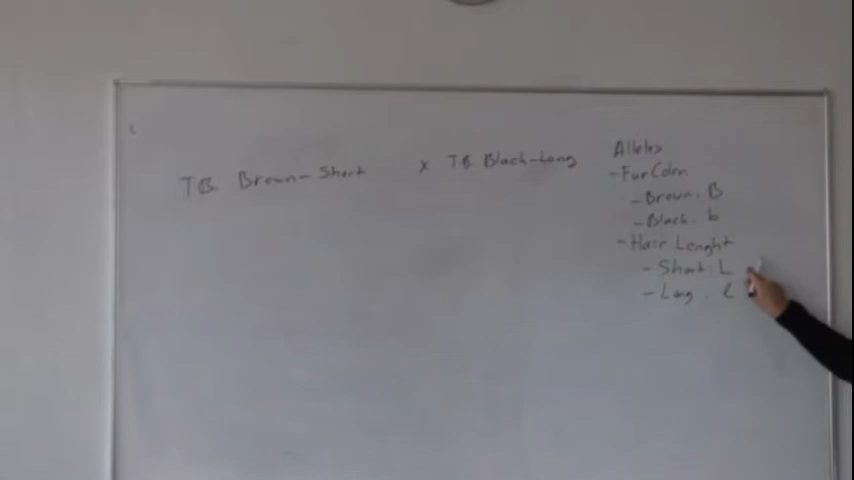 T.B. Brown-Short x T.B Black-Long
Alleles
-Fur Color
-Brown: B
-Black: b
-Hair Lenght
-Short: L
-Long: l